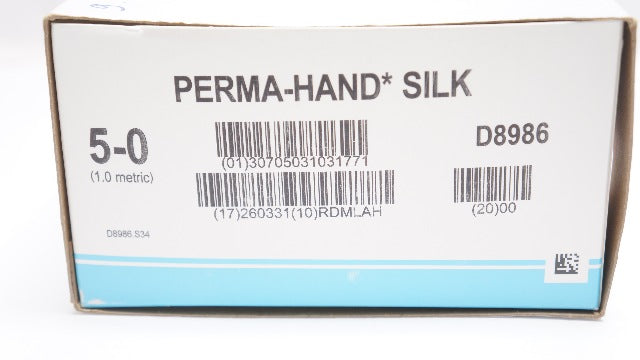 PERMA-HAND* SILK
5-0
(1.0 metric)
D8986
(01)30705031031771
(17)260331(10)RDMLAH
(20)00
D8986.S34